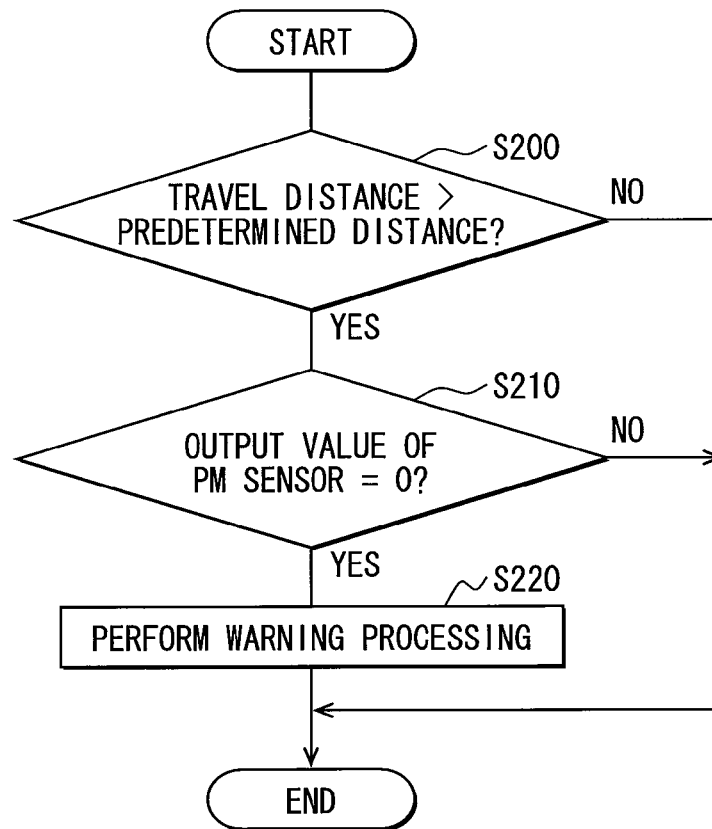 START
S200
TRAVEL DISTANCE >
PREDETERMINED DISTANCE?
NO
YES
S210
OUTPUT VALUE OF
PM SENSOR = 0?
NO
YES
S220
PERFORM WARNING PROCESSING
END